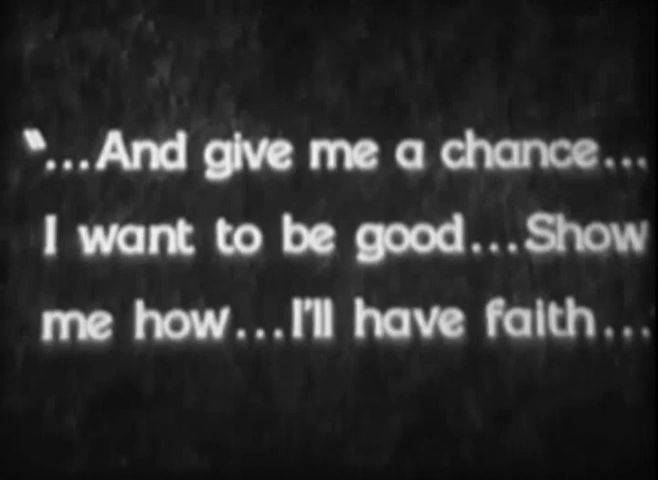 "...And give me a chance...
I want to be good...Show
me how...I'll have faith...